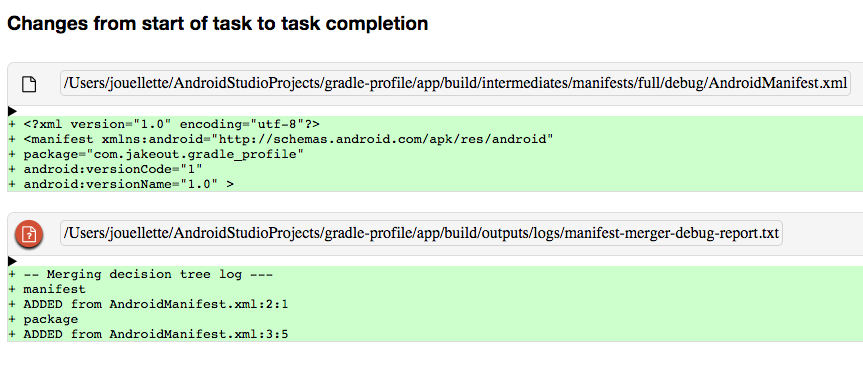 Changes from start of task to task completion
/Users/jouellette/AndroidStudioProjects/gradle-profile/app/build/intermediates/manifests/full/debug/AndroidManifest.xml
+ <?xml version="1.0" encoding="utf-8"?>
+ <manifest xmlns:android="http://schemas.android.com/apk/res/android"
+ package="com.jakeout.gradle_profile"
+ android:versionCode="1"
+ android:versionName="1.0" >
/Users/jouellette/AndroidStudioProjects/gradle-profile/app/build/outputs/logs/manifest-merger-debug-report.txt
+ -- Merging decision tree log ---
+ manifest
+ ADDED from AndroidManifest.xml:2:1
+ package
+ ADDED from AndroidManifest.xml:3:5